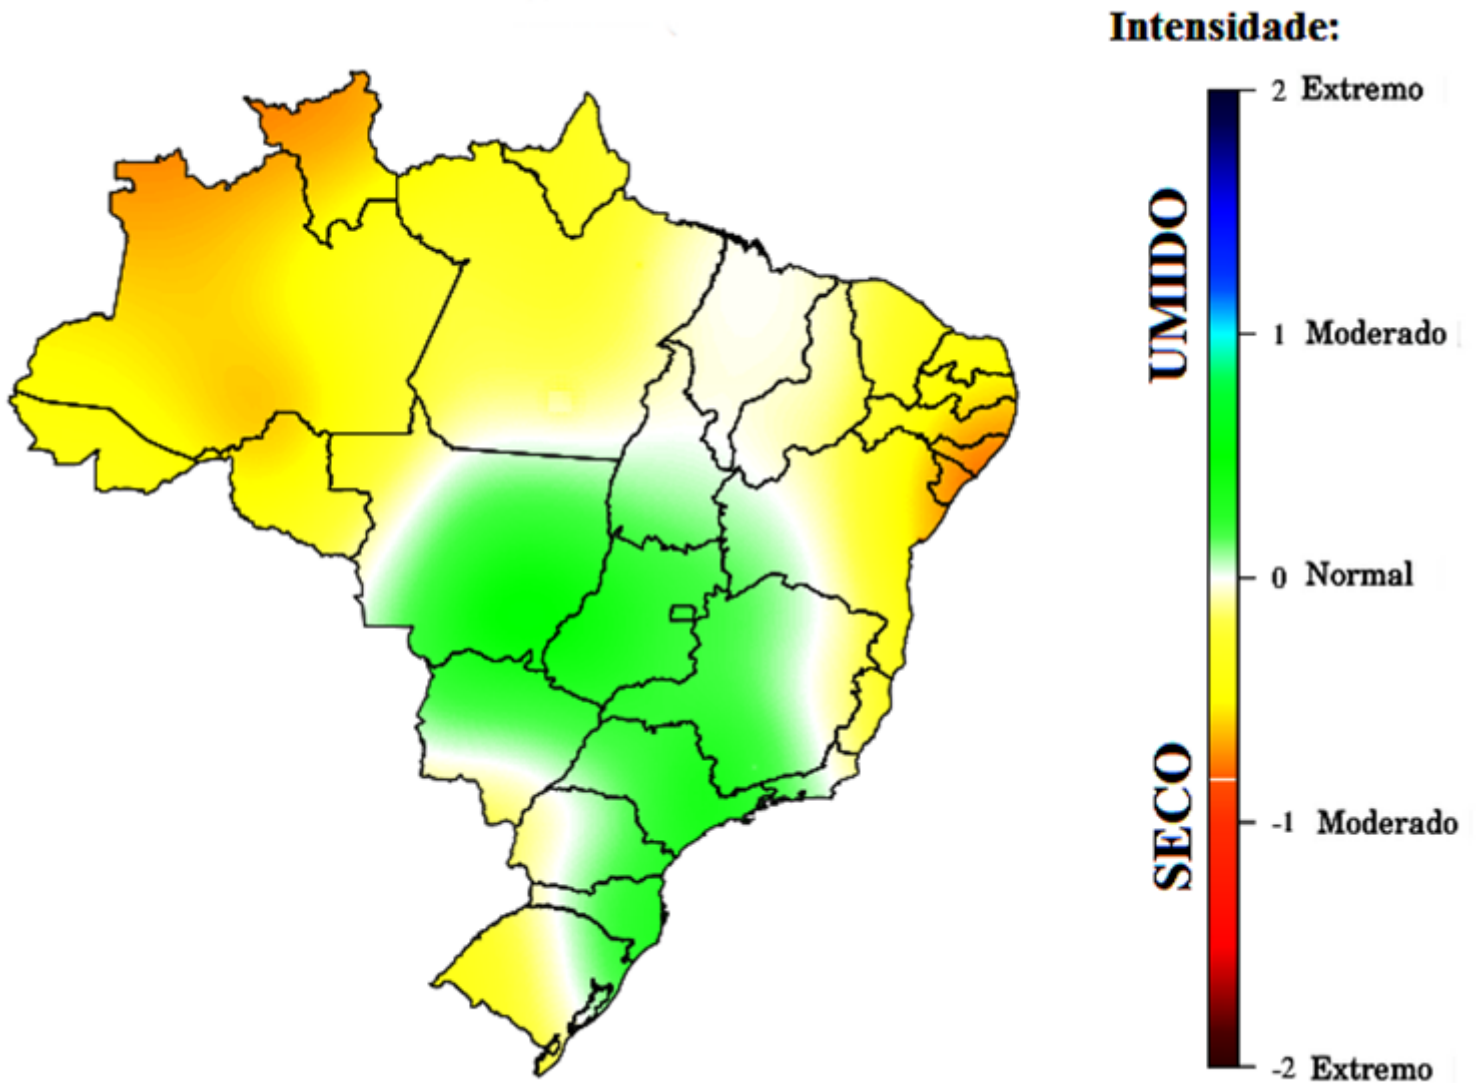 Intensidade:
2 Extremo
UMIDO
1 Moderado
0 Normal
SECO
-1 Moderado
-2 Extremo